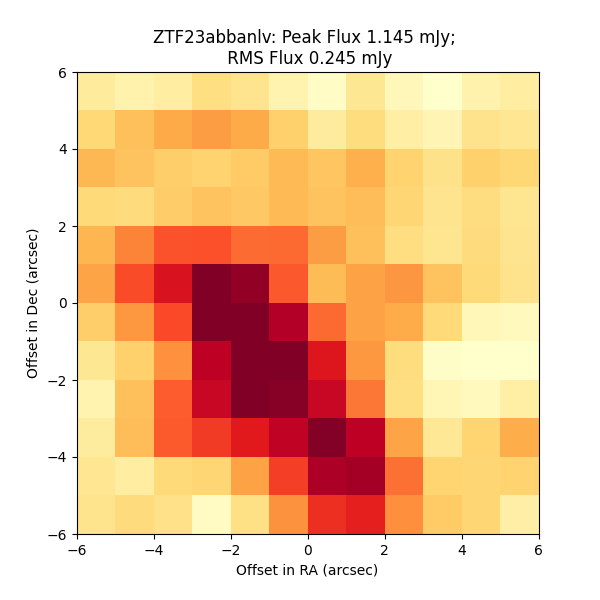 ZTF23abbanlv: Peak Flux 1.145 mJy;
RMS Flux 0.245 mJy
6
4
2
0
−2
−4
−6
Offset in Dec (arcsec)
−6 −4 −2 0 2 4 6
Offset in RA (arcsec)